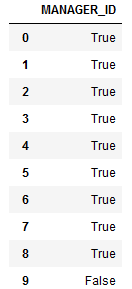 MANAGER_ID
0 True
1 True
2 True
3 True
4 True
5 True
6 True
7 True
8 True
9 False